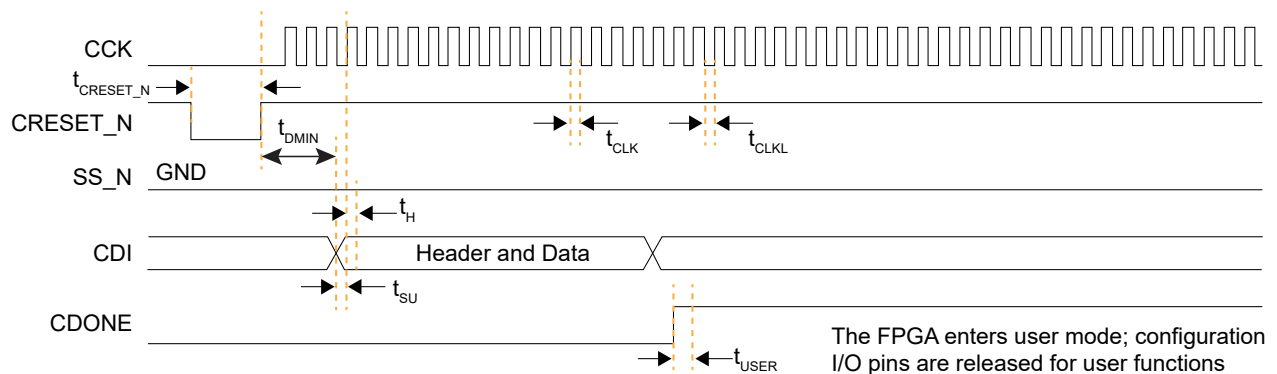 CCK
tCRESET_N
CRESET_N
tDMIN
tCLK
tCLKL
SS_N
GND
tH
CDI
Header and Data
tSU
CDONE
The FPGA enters user mode; configuration
I/O pins are released for user functions
tUSER